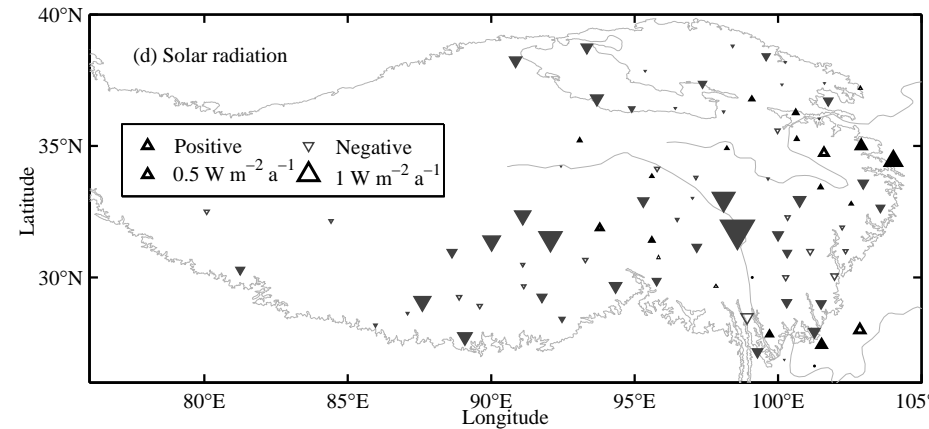 40°N
(d) Solar radiation
▲ Positive ▽ Negative
▲ 0.5 W m⁻² a⁻¹ △ 1 W m⁻² a⁻¹
35°N
Latitude
30°N
80°E 85°E 90°E 95°E 100°E 105°
Longitude